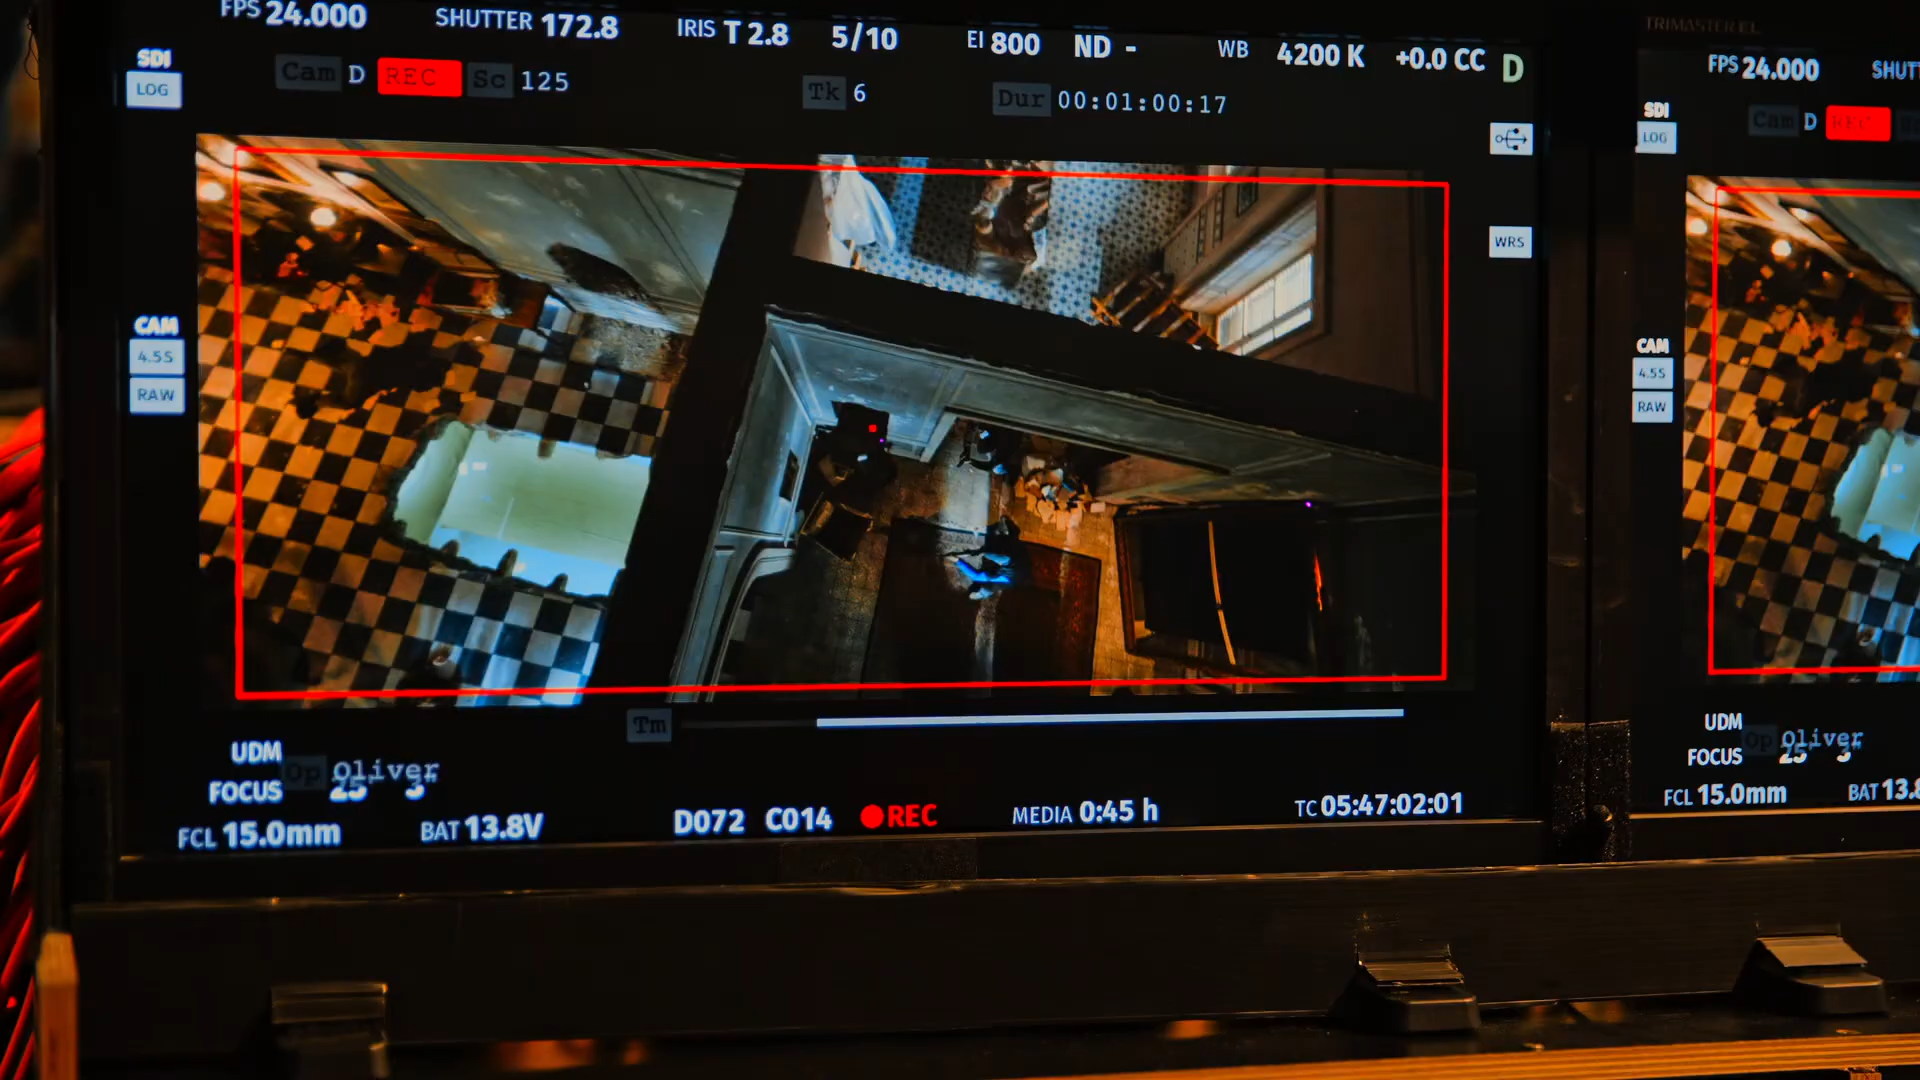 FPS 24.000 SHUTTER 172.8 IRIS T 2.8 5/10 EI 800 ND - WB 4200 K +0.0 CC D
SDI
LOG
Cam D REC Sc 125 Tk 6 Dur 00:01:00:17
WRS
CAM
4.5S
RAW
Tm
UDM
Op Oliver
FOCUS 25' 3"
FCL 15.0mm BAT 13.8V D072 C014 REC MEDIA 0:45 h TC 05:47:02:01
TRIMASTER EL
FPS 24.000
SDI
LOG
Cam D REC
CAM
4.5S
RAW
UDM
Op Oliver
FOCUS 25' 3"
FCL 15.0mm BAT